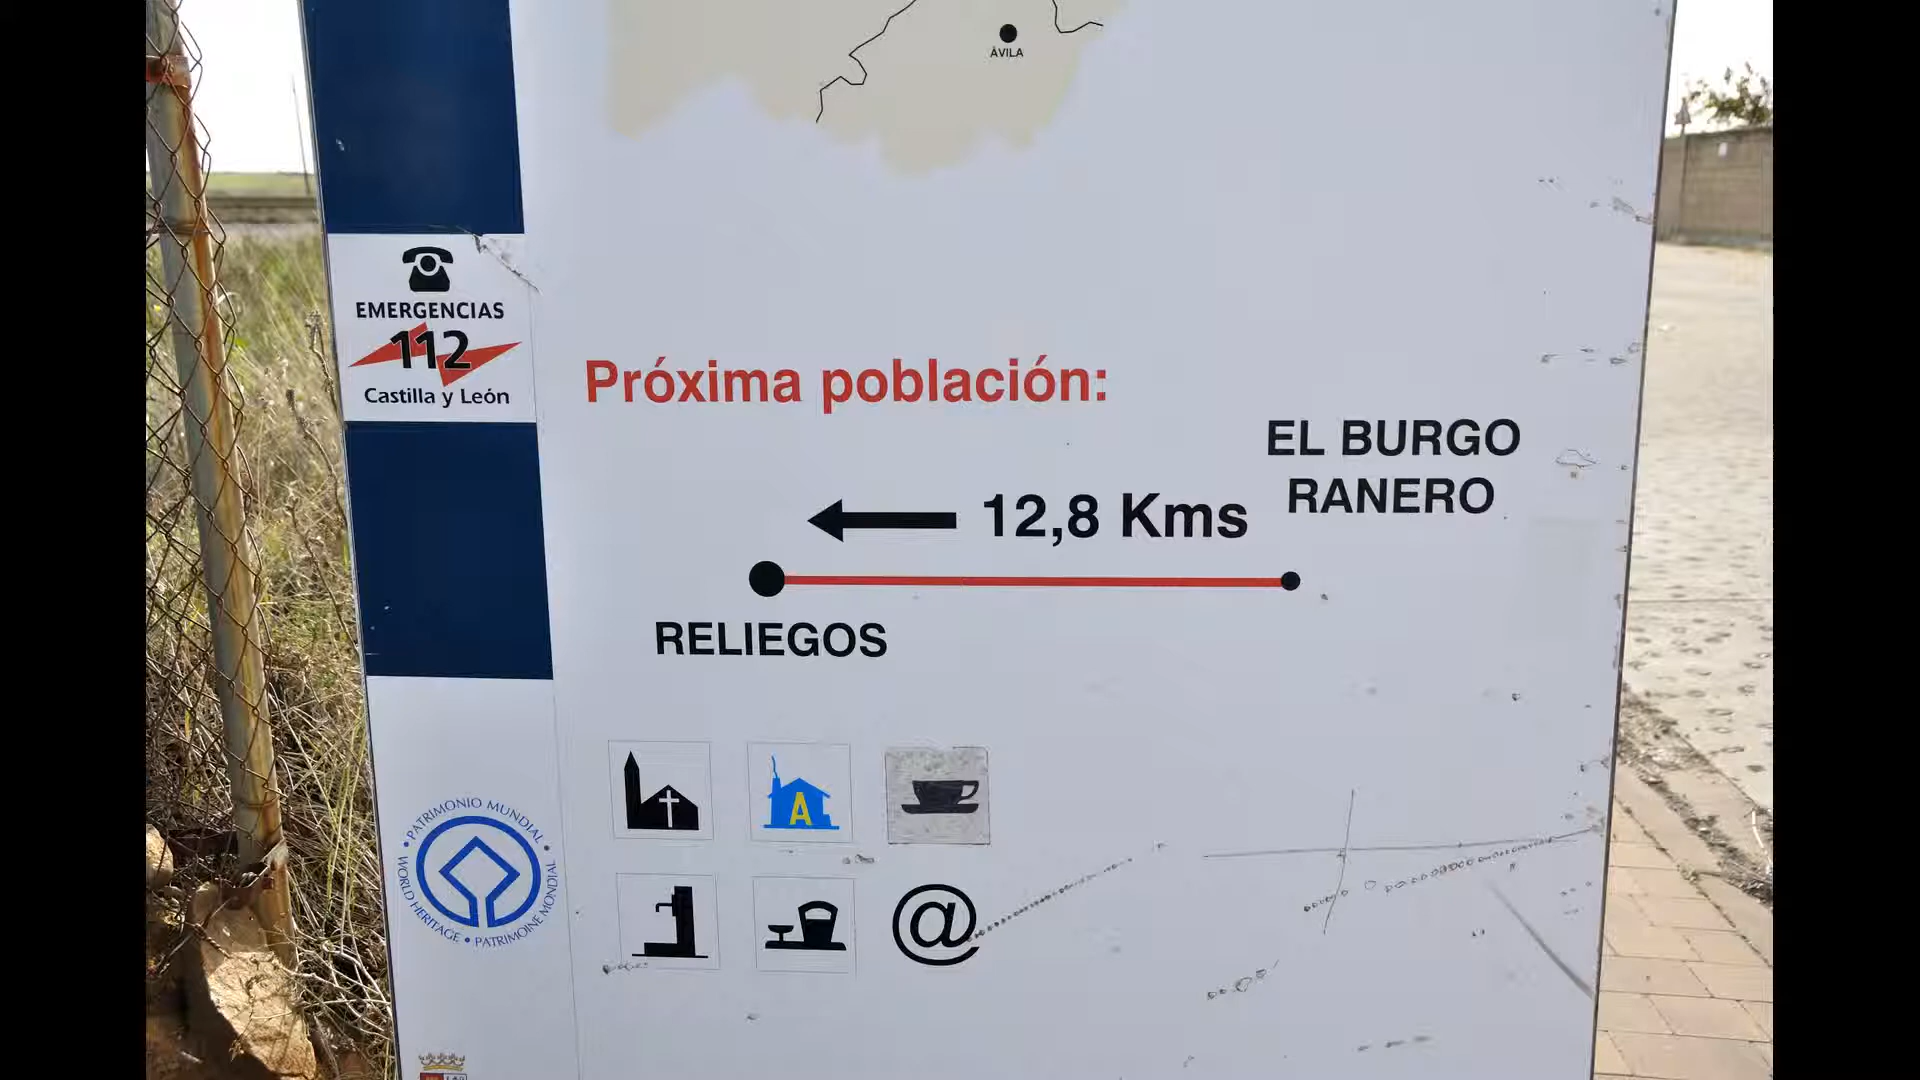 ÁVILA
EMERGENCIAS
112
Castilla y León
Próxima población:
EL BURGO
RANERO
12,8 Kms
RELIEGOS
A
@
• PATRIMONIO MUNDIAL •
WORLD HERITAGE • PATRIMOINE MONDIAL